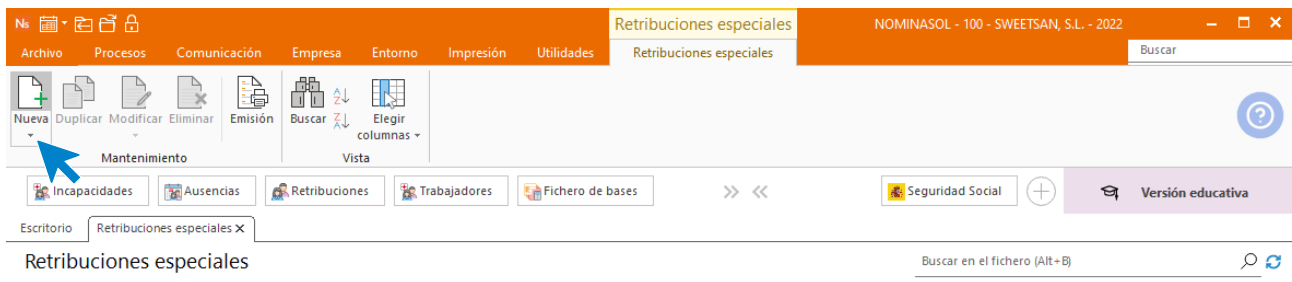 Ns Retribuciones especiales NOMINASOL - 100 - SWEETSAN, S.L. - 2022
Archivo Procesos Comunicación Empresa Entorno Impresión Utilidades Retribuciones especiales Buscar
Nueva Duplicar Modificar Eliminar Emisión Buscar A Z Z A Elegir columnas
Mantenimiento Vista
Incapacidades Ausencias Retribuciones Trabajadores Fichero de bases Seguridad Social Versión educativa
Escritorio Retribuciones especiales X
Retribuciones especiales Buscar en el fichero (Alt+B)